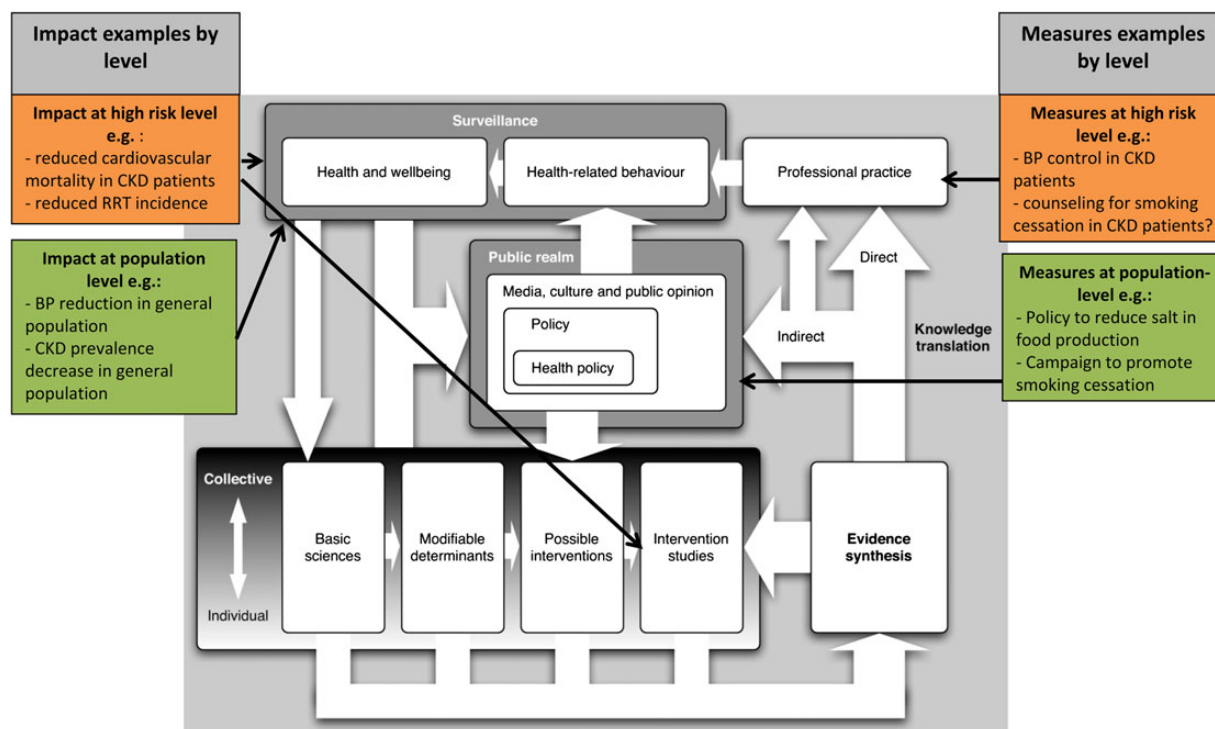 Impact examples by
level
Impact at high risk level
e.g. :
- reduced cardiovascular
mortality in CKD patients
- reduced RRT incidence
Impact at population
level e.g.:
- BP reduction in general
population
- CKD prevalence
decrease in general
population
Surveillance
Health and wellbeing
Health-related behaviour
Professional practice
Public realm
Media, culture and public opinion
Policy
Health policy
Direct
Indirect
Knowledge
translation
Collective
Individual
Basic
sciences
Modifiable
determinants
Possible
interventions
Intervention
studies
Evidence
synthesis
Measures examples
by level
Measures at high risk
level e.g.:
- BP control in CKD
patients
- counseling for smoking
cessation in CKD patients?
Measures at population-
level e.g.:
- Policy to reduce salt in
food production
- Campaign to promote
smoking cessation